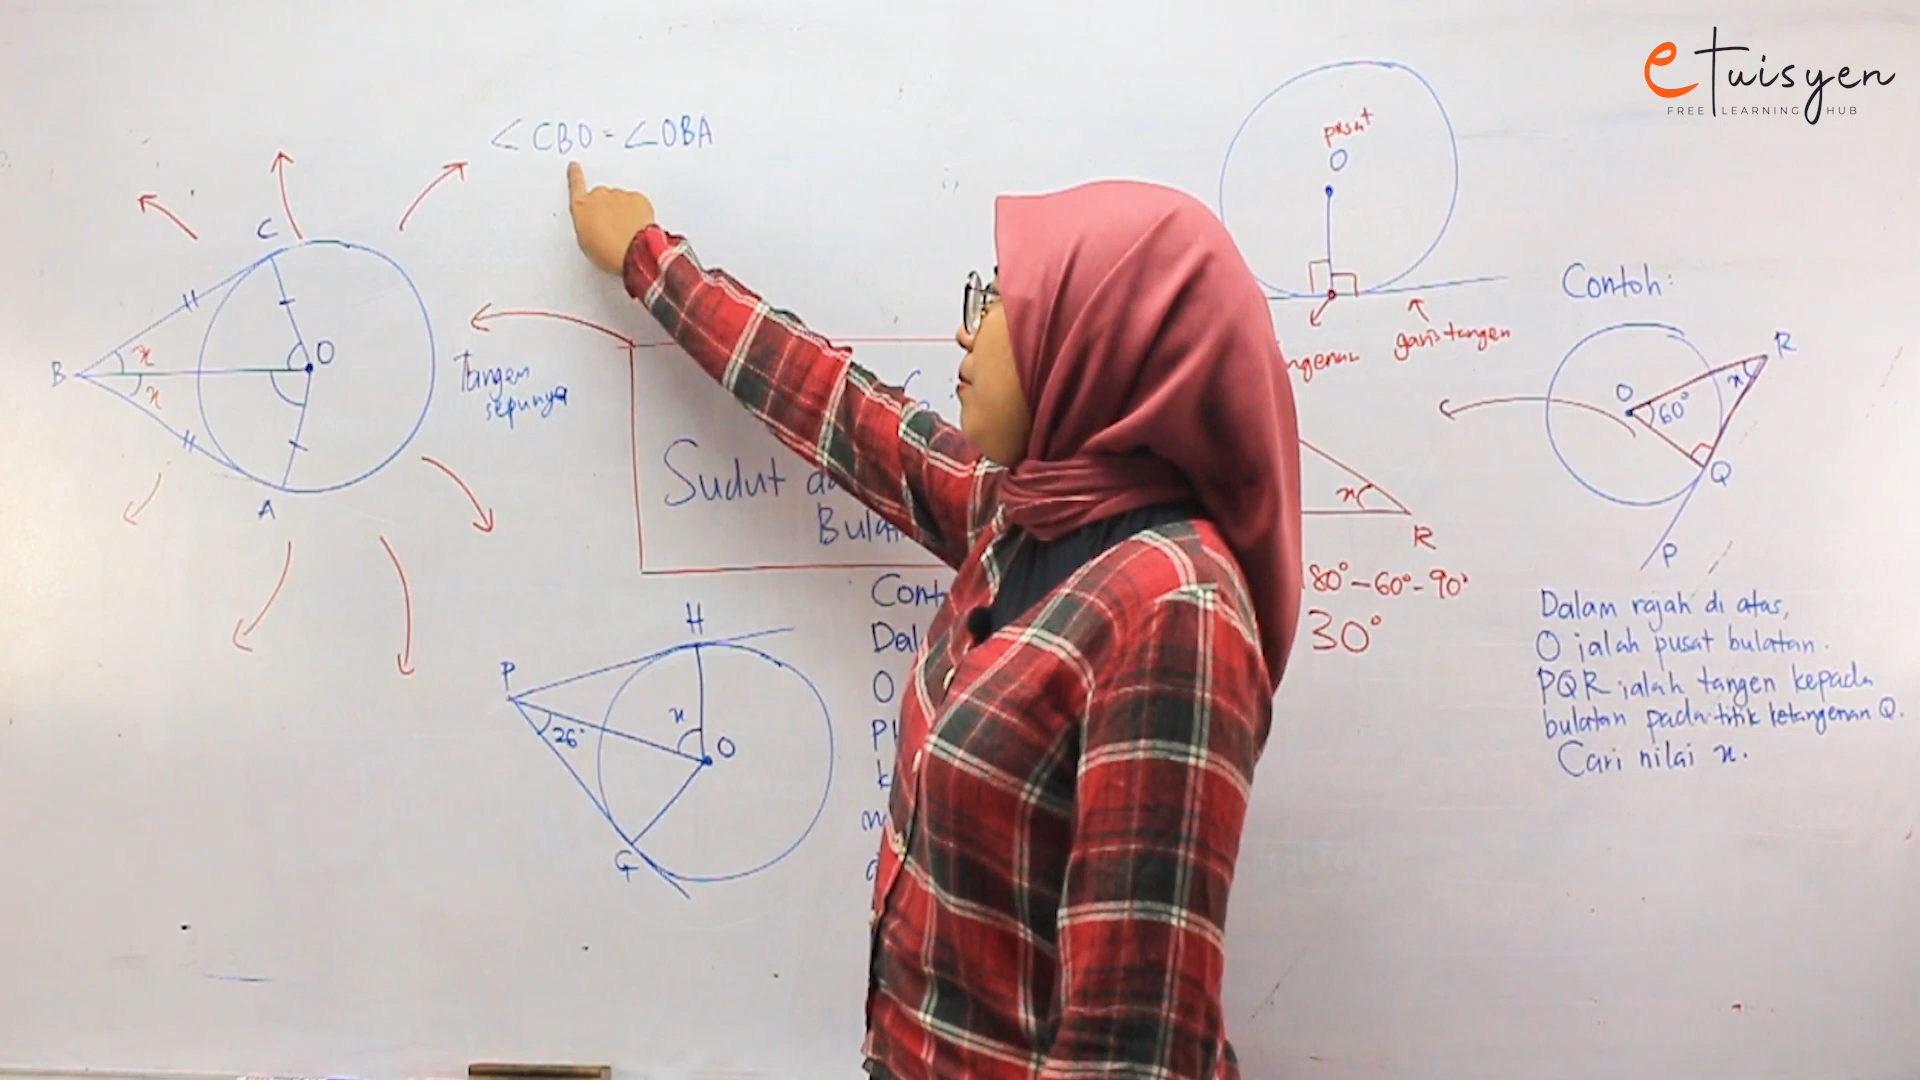 eTuisyen
FREE LEARNING HUB
∠CBO = ∠OBA
C
B
x
x
O
A
Tangen
sepunya
pusat
O
garis tangen
Sudut
x
R
80° - 60° - 90°
30°
H
P
x
26°
O
G
O
Contoh:
R
O
60°
x
Q
P
Dalam rajah di atas,
O ialah pusat bulatan.
PQR ialah tangen kepada
bulatan pada titik ketangenan Q.
Cari nilai x.